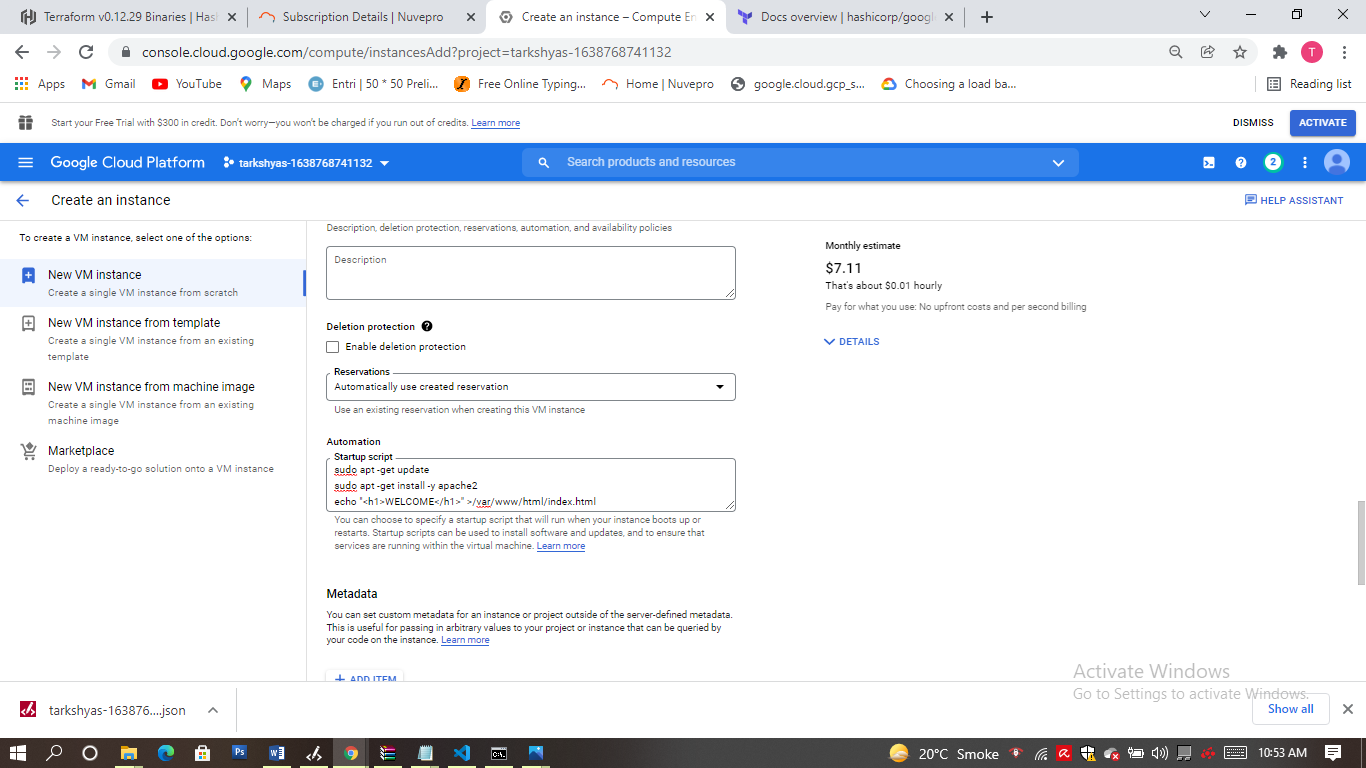 Terraform v0.12.29 Binaries | Has
Subscription Details | Nuvepro
Create an instance – Compute En
Docs overview | hashicorp/googl
console.cloud.google.com/compute/instancesAdd?project=tarkshyas-1638768741132
T
Apps
Gmail
YouTube
Maps
Entri | 50 * 50 Preli...
Free Online Typing...
Home | Nuvepro
google.cloud.gcp_s...
Choosing a load ba...
Reading list
Start your Free Trial with $300 in credit. Don't worry—you won't be charged if you run out of credits. Learn more
DISMISS
ACTIVATE
Google Cloud Platform
tarkshyas-1638768741132
Search products and resources
2
Create an instance
HELP ASSISTANT
To create a VM instance, select one of the options:
New VM instance
Create a single VM instance from scratch
New VM instance from template
Create a single VM instance from an existing
template
New VM instance from machine image
Create a single VM instance from an existing
machine image
Marketplace
Deploy a ready-to-go solution onto a VM instance
Description, deletion protection, reservations, automation, and availability policies
Description
Deletion protection
Enable deletion protection
Reservations
Automatically use created reservation
Use an existing reservation when creating this VM instance
Automation
Startup script
sudo apt -get update
sudo apt -get install -y apache2
echo "<h1>WELCOME</h1>" >/var/www/html/index.html
You can choose to specify a startup script that will run when your instance boots up or
restarts. Startup scripts can be used to install software and updates, and to ensure that
services are running within the virtual machine. Learn more
Metadata
You can set custom metadata for an instance or project outside of the server-defined metadata.
This is useful for passing in arbitrary values to your project or instance that can be queried by
your code on the instance. Learn more
ADD ITEM
Monthly estimate
$7.11
That's about $0.01 hourly
Pay for what you use: No upfront costs and per second billing
DETAILS
Activate Windows
Go to Settings to activate Windows.
tarkshyas-163876....json
Show all
20°C Smoke
10:53 AM